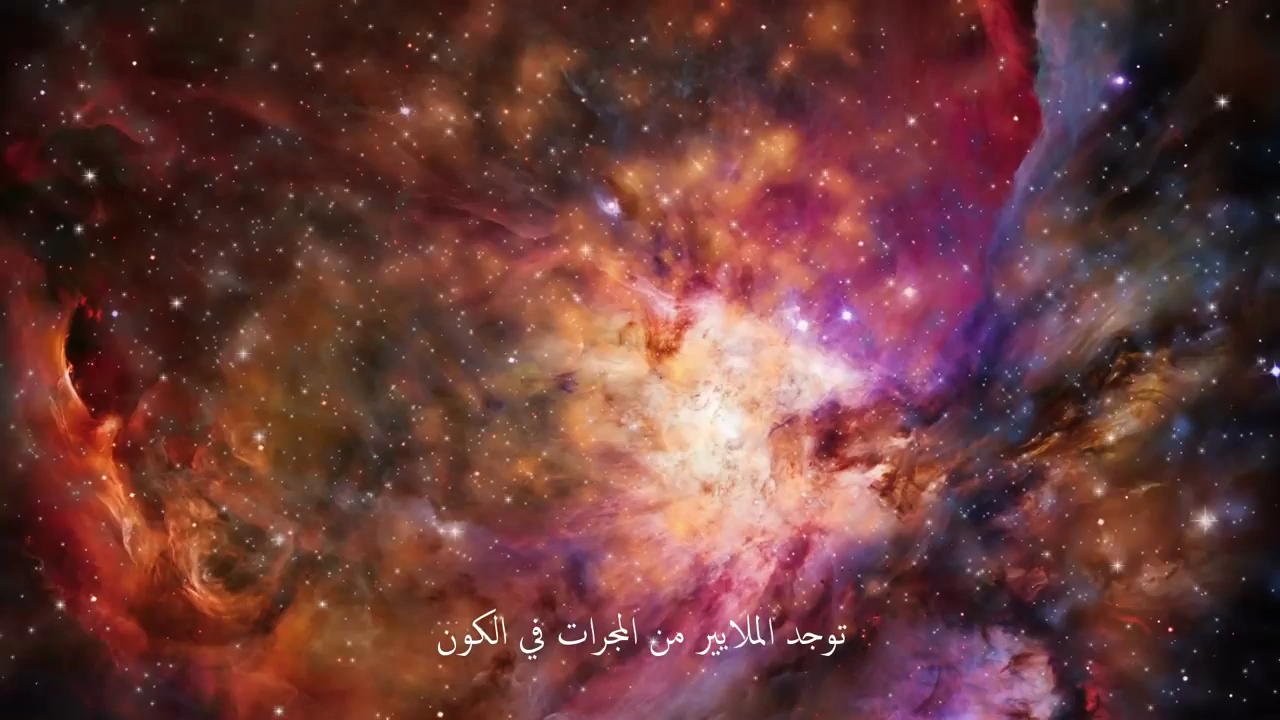 توجد الملايير من المجرات في الكون